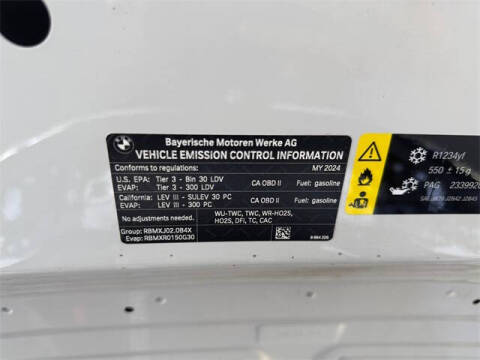 BMW
Bayerische Motoren Werke AG
VEHICLE EMISSION CONTROL INFORMATION
Conforms to regulations: MY 2024
U.S. EPA: Tier 3 - Bin 30 LDV
EVAP: Tier 3 - 300 LDV CA OBD II Fuel: gasoline
California: LEV III - SULEV 30 PC
EVAP: LEV III - 300 PC CA OBD II Fuel: gasoline
No adjustments needed.
WU-TWC, TWC, WR-HO2S,
HO2S, DFI, TC, CAC
Group: RBMXJ02.0B4X
Evap: RBMXR0150G30
R1234yf
550 ± 15 g
PAG
SAE